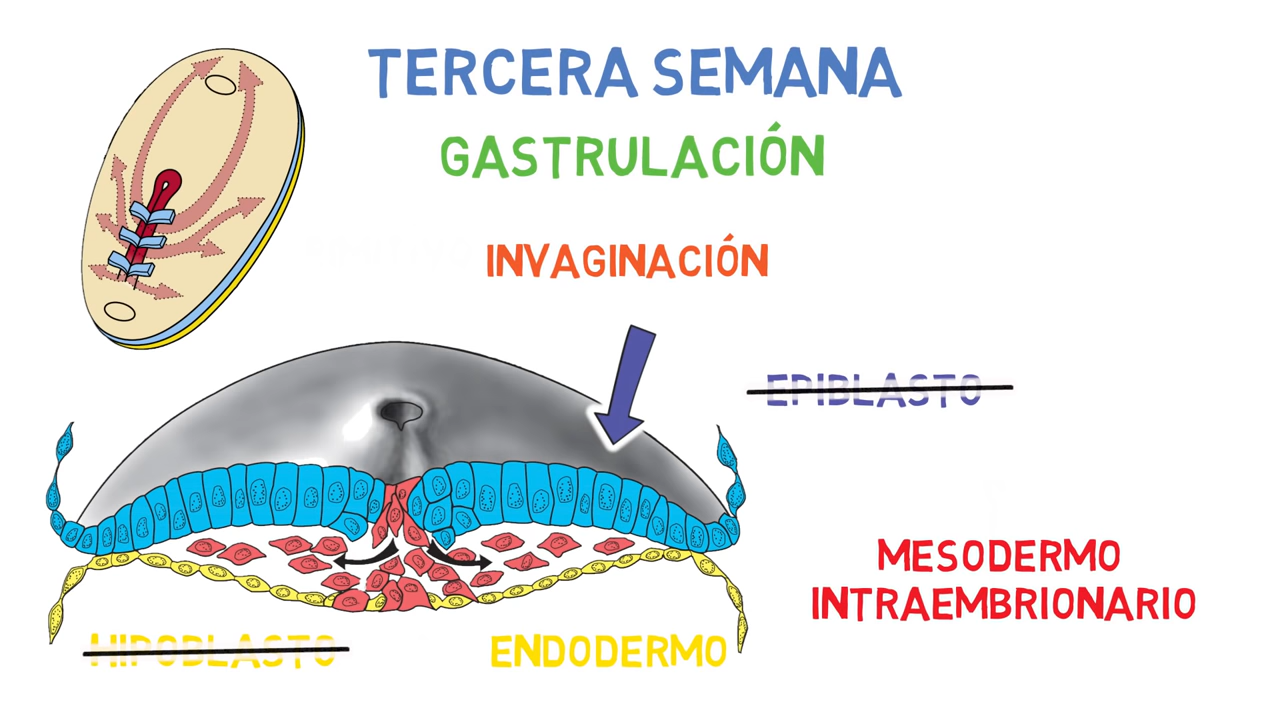 TERCERA SEMANA
GASTRULACIÓN
INVAGINACIÓN
EPIBLASTO
MESODERMO
INTRAEMBRIONARIO
HIPOBLASTO
ENDODERMO